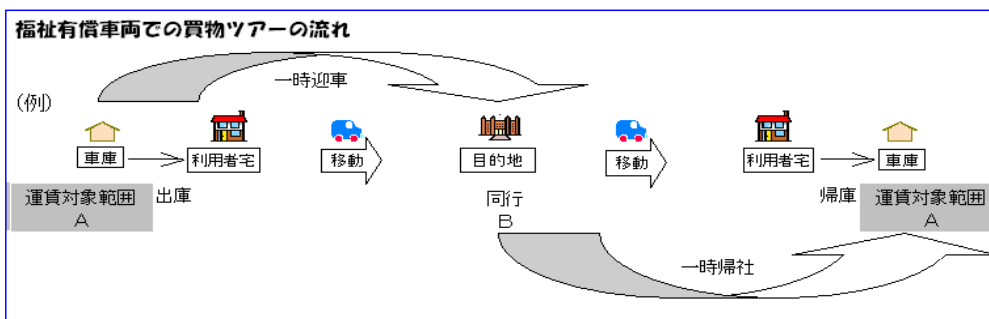 福祉有償車両での買物ツアーの流れ
一時迎車
(例)
車庫
利用者宅
移動
目的地
移動
利用者宅
車庫
運賃対象範囲
A
出庫
同行
B
帰庫
運賃対象範囲
A
一時帰社